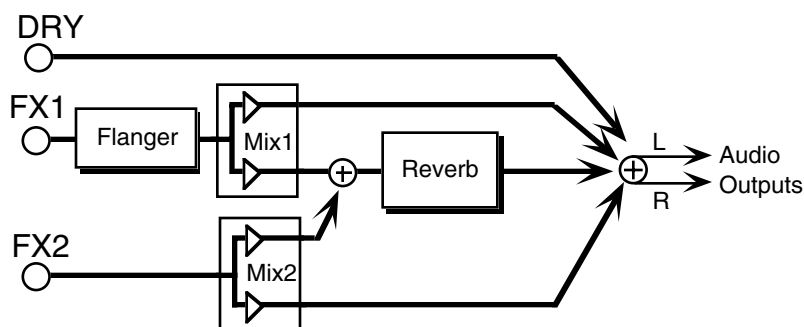 DRY
FX1
Flanger
Mix1
Reverb
L
Audio
Outputs
R
FX2
Mix2